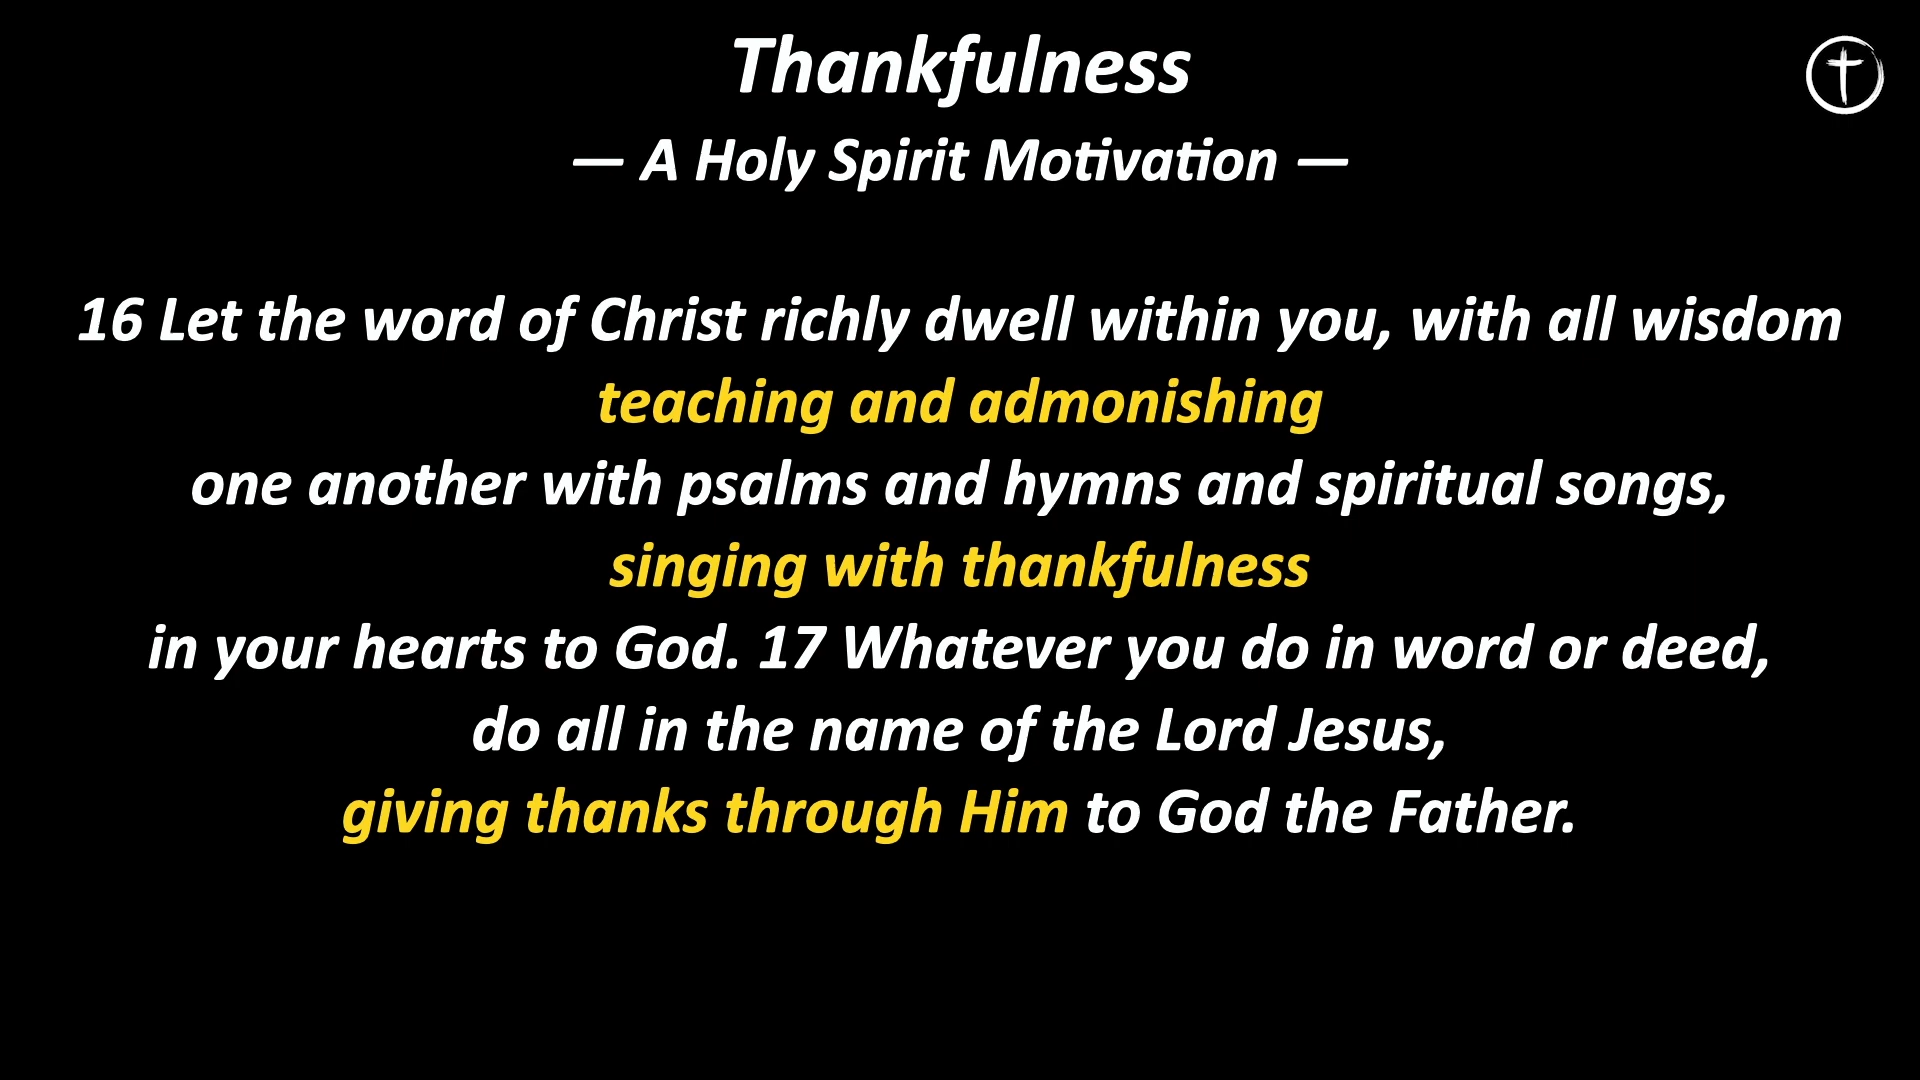 Thankfulness
— A Holy Spirit Motivation —
16 Let the word of Christ richly dwell within you, with all wisdom
teaching and admonishing
one another with psalms and hymns and spiritual songs,
singing with thankfulness
in your hearts to God. 17 Whatever you do in word or deed,
do all in the name of the Lord Jesus,
giving thanks through Him to God the Father.